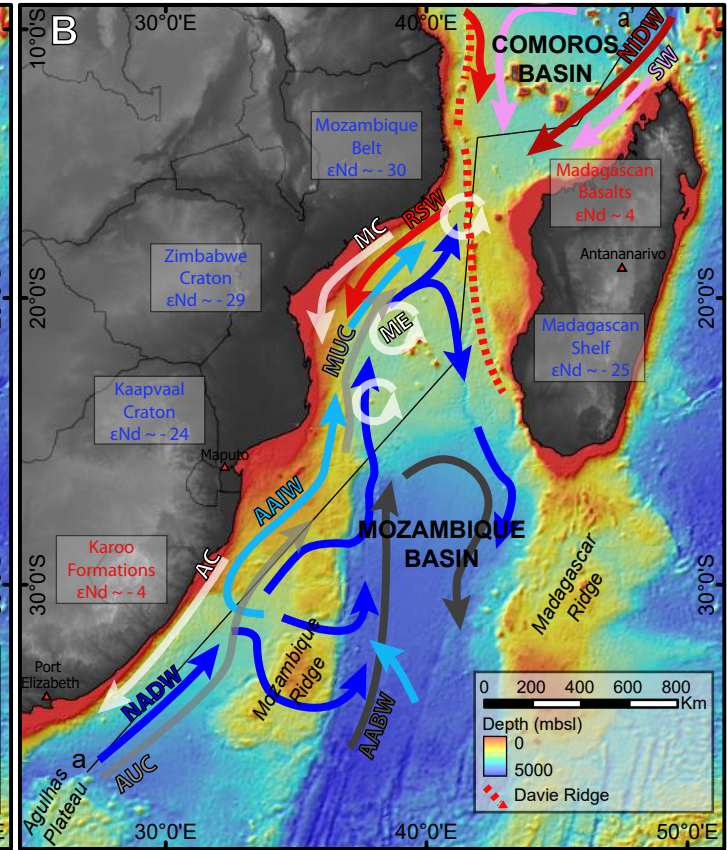 B
30°0'E
40°0'E
a
10°0'S
10°0'S
COMOROS
BASIN
NIDW
SW
Mozambique
Belt
εNd ~ - 30
Madagascan
Basalts
εNd ~ 4
RSW
MC
Antananarivo
Zimbabwe
Craton
εNd ~ - 29
20°0'S
20°0'S
ME
MUC
Madagascan
Shelf
εNd ~ - 25
Kaapvaal
Craton
εNd ~ - 24
Maputo
AAIW
MOZAMBIQUE
BASIN
Karoo
Formations
εNd ~ - 4
AC
30°0'S
30°0'S
Madagascar
Ridge
Mozambique
Ridge
Port
Elizabeth
NADW
AABW
0 200 400 600 800
Km
Depth (mbsl)
0
5000
Davie Ridge
a
AUC
Agulhas
Plateau
30°0'E
40°0'E
50°0'E